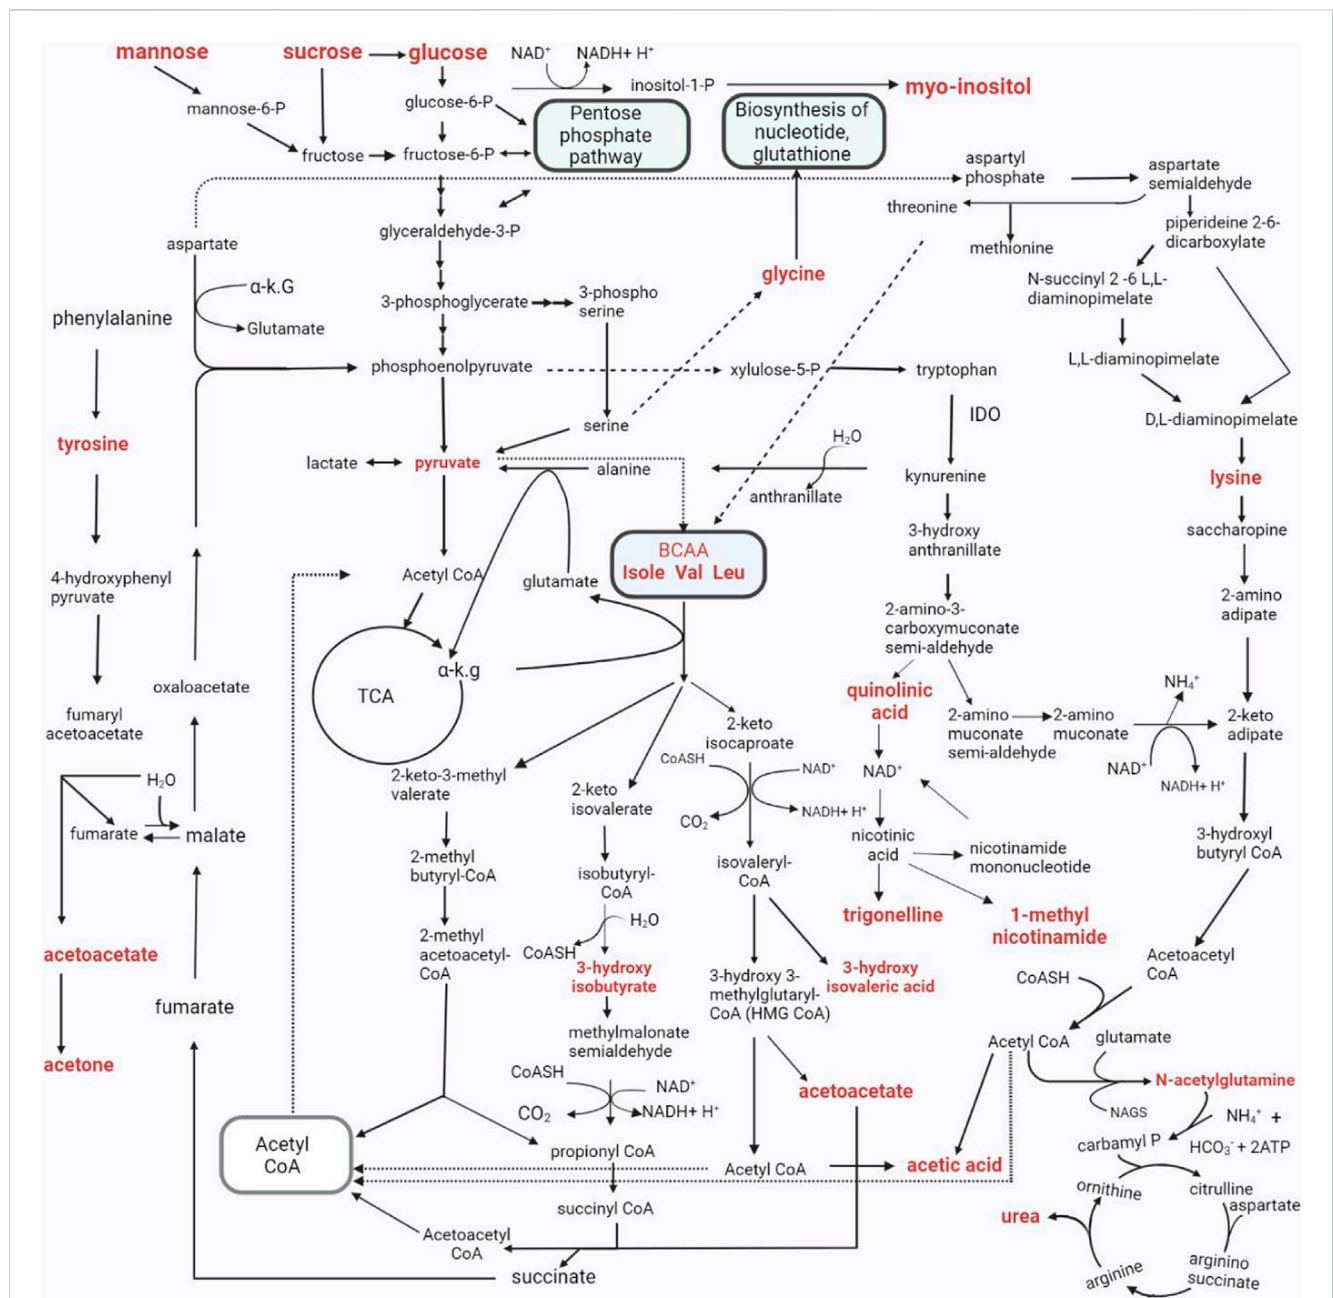 mannose
sucrose
glucose
NAD+
NADH+ H+
inositol-1-P
myo-inositol
mannose-6-P
glucose-6-P
Pentose
phosphate
pathway
Biosynthesis of
nucleotide,
glutathione
fructose
fructose-6-P
aspartyl
phosphate
aspartate
semialdehyde
threonine
methionine
piperideine 2-6-
dicarboxylate
aspartate
glyceraldehyde-3-P
glycine
N-succinyl 2 -6 L,L-
diaminopimelate
α-k.G
Glutamate
3-phosphoglycerate
3-phospho
serine
phenylalanine
phosphoenolpyruvate
xylulose-5-P
tryptophan
L,L-diaminopimelate
IDO
D,L-diaminopimelate
tyrosine
serine
H2O
lactate
pyruvate
alanine
anthranillate
kynurenine
lysine
3-hydroxy
anthranillate
saccharopine
BCAA
Isole Val Leu
4-hydroxyphenyl
pyruvate
Acetyl CoA
glutamate
2-amino-3-
carboxymuconate
semi-aldehyde
2-amino
adipate
oxaloacetate
TCA
α-k.g
quinolinic
acid
NH4+
fumaryl
acetoacetate
2-keto
isocaproate
2-amino
muconate
semi-aldehyde
2-amino
muconate
2-keto
adipate
NAD+
NADH+ H+
H2O
2-keto-3-methyl
valerate
2-keto
isovalerate
CoASH
NAD+
CO2
NADH+ H+
NAD+
fumarate
malate
nicotinic
acid
nicotinamide
mononucleotide
3-hydroxyl
butyryl CoA
2-methyl
butyryl-CoA
isobutyryl-
CoA
isovaleryl-
CoA
trigonelline
1-methyl
nicotinamide
H2O
CoASH
acetoacetate
2-methyl
acetoacetyl-
CoA
3-hydroxy
isobutyrate
3-hydroxy 3-
methylglutaryl-
CoA (HMG CoA)
3-hydroxy
isovaleric acid
Acetoacetyl
CoA
CoASH
fumarate
methylmalonate
semialdehyde
Acetyl CoA
glutamate
acetone
CoASH
NAD+
CO2
NADH+ H+
acetoacetate
N-acetylglutamine
NAGS
NH4+ +
HCO3- + 2ATP
carbamyl P
Acetyl
CoA
propionyl CoA
Acetyl CoA
acetic acid
ornithine
citrulline
aspartate
succinyl CoA
urea
Acetoacetyl
CoA
succinate
arginine
arginino
succinate